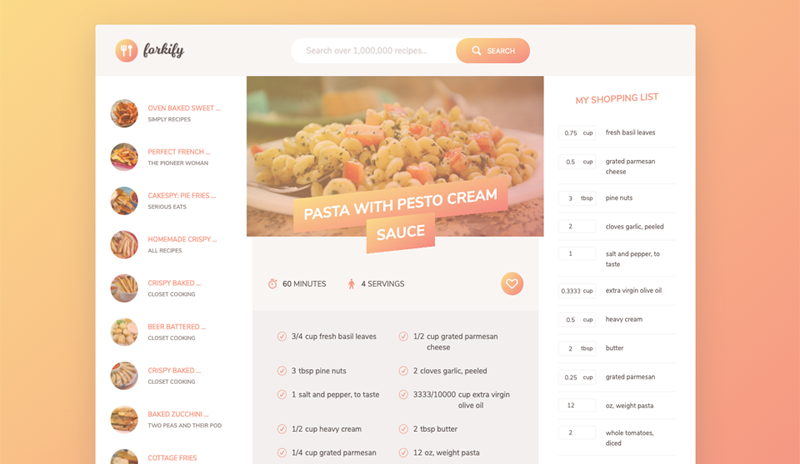 forkify
Search over 1,000,000 recipes...
SEARCH
OVEN BAKED SWEET ...
SIMPLY RECIPES
PERFECT FRENCH ...
THE PIONEER WOMAN
CAKESPY: PIE FRIES ...
SERIOUS EATS
HOMEMADE CRISPY ...
ALL RECIPES
CRISPY BAKED ...
CLOSET COOKING
BEER BATTERED ...
CLOSET COOKING
CRISPY BAKED ...
CLOSET COOKING
BAKED ZUCCHINI ...
TWO PEAS AND THEIR POD
COTTAGE FRIES
PASTA WITH PESTO CREAM
SAUCE
60 MINUTES
4 SERVINGS
3/4 cup fresh basil leaves
1/2 cup grated parmesan
cheese
3 tbsp pine nuts
2 cloves garlic, peeled
1 salt and pepper, to taste
3333/10000 cup extra virgin
olive oil
1/2 cup heavy cream
2 tbsp butter
1/4 cup grated parmesan
12 oz, weight pasta
MY SHOPPING LIST
0.75 cup fresh basil leaves
0.5 cup grated parmesan
cheese
3 tbsp pine nuts
2 cloves garlic, peeled
1 salt and pepper, to
taste
0.3333 cup extra virgin olive oil
0.5 cup heavy cream
2 tbsp butter
0.25 cup grated parmesan
12 oz, weight pasta
2 whole tomatoes,
diced